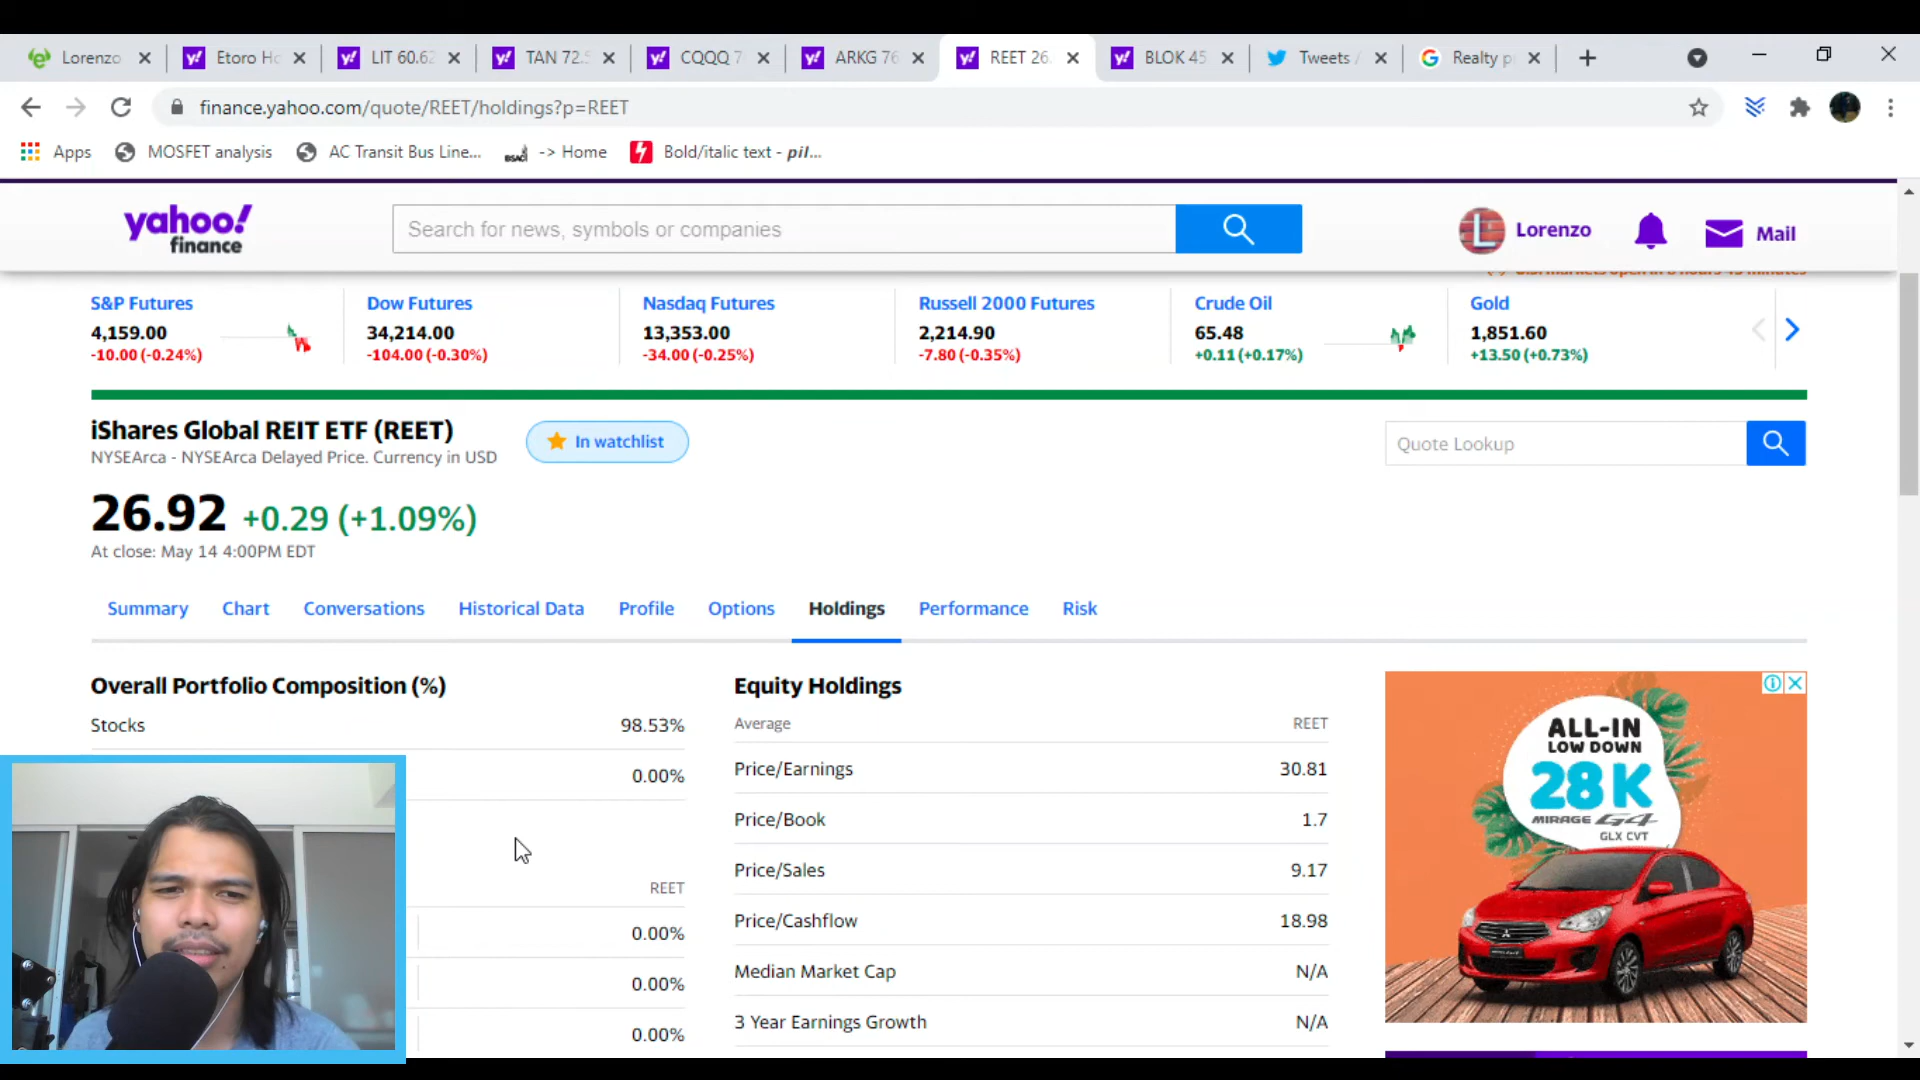 Lorenzo
Etoro Ho
LIT 60.62
TAN 72.5
CQQQ 7
ARKG 76
REET 26.
BLOK 45
Tweets /
Realty p
finance.yahoo.com/quote/REET/holdings?p=REET
Apps
MOSFET analysis
AC Transit Bus Line...
-> Home
Bold/italic text - pil...
yahoo!
finance
Search for news, symbols or companies
L
Lorenzo
Mail
S&P Futures
4,159.00
-10.00 (-0.24%)
Dow Futures
34,214.00
-104.00 (-0.30%)
Nasdaq Futures
13,353.00
-34.00 (-0.25%)
Russell 2000 Futures
2,214.90
-7.80 (-0.35%)
Crude Oil
65.48
+0.11 (+0.17%)
Gold
1,851.60
+13.50 (+0.73%)
iShares Global REIT ETF (REET)
NYSEArca - NYSEArca Delayed Price. Currency in USD
In watchlist
Quote Lookup
26.92 +0.29 (+1.09%)
At close: May 14 4:00PM EDT
Summary
Chart
Conversations
Historical Data
Profile
Options
Holdings
Performance
Risk
Overall Portfolio Composition (%)
Stocks 98.53%
0.00%
REET
0.00%
0.00%
0.00%
Equity Holdings
Average REET
Price/Earnings 30.81
Price/Book 1.7
Price/Sales 9.17
Price/Cashflow 18.98
Median Market Cap N/A
3 Year Earnings Growth N/A
ALL-IN
LOW DOWN
28K
MIRAGE G4
GLX CVT